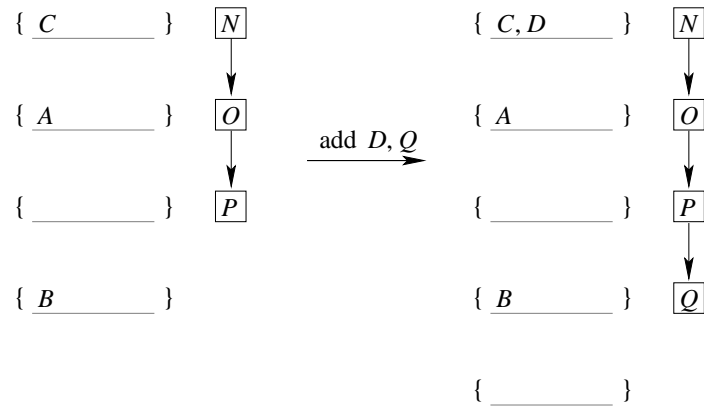 { C } N { C, D } N
{ A } O { A } O
add D, Q
{ } P { } P
{ B } { B } Q
{ }